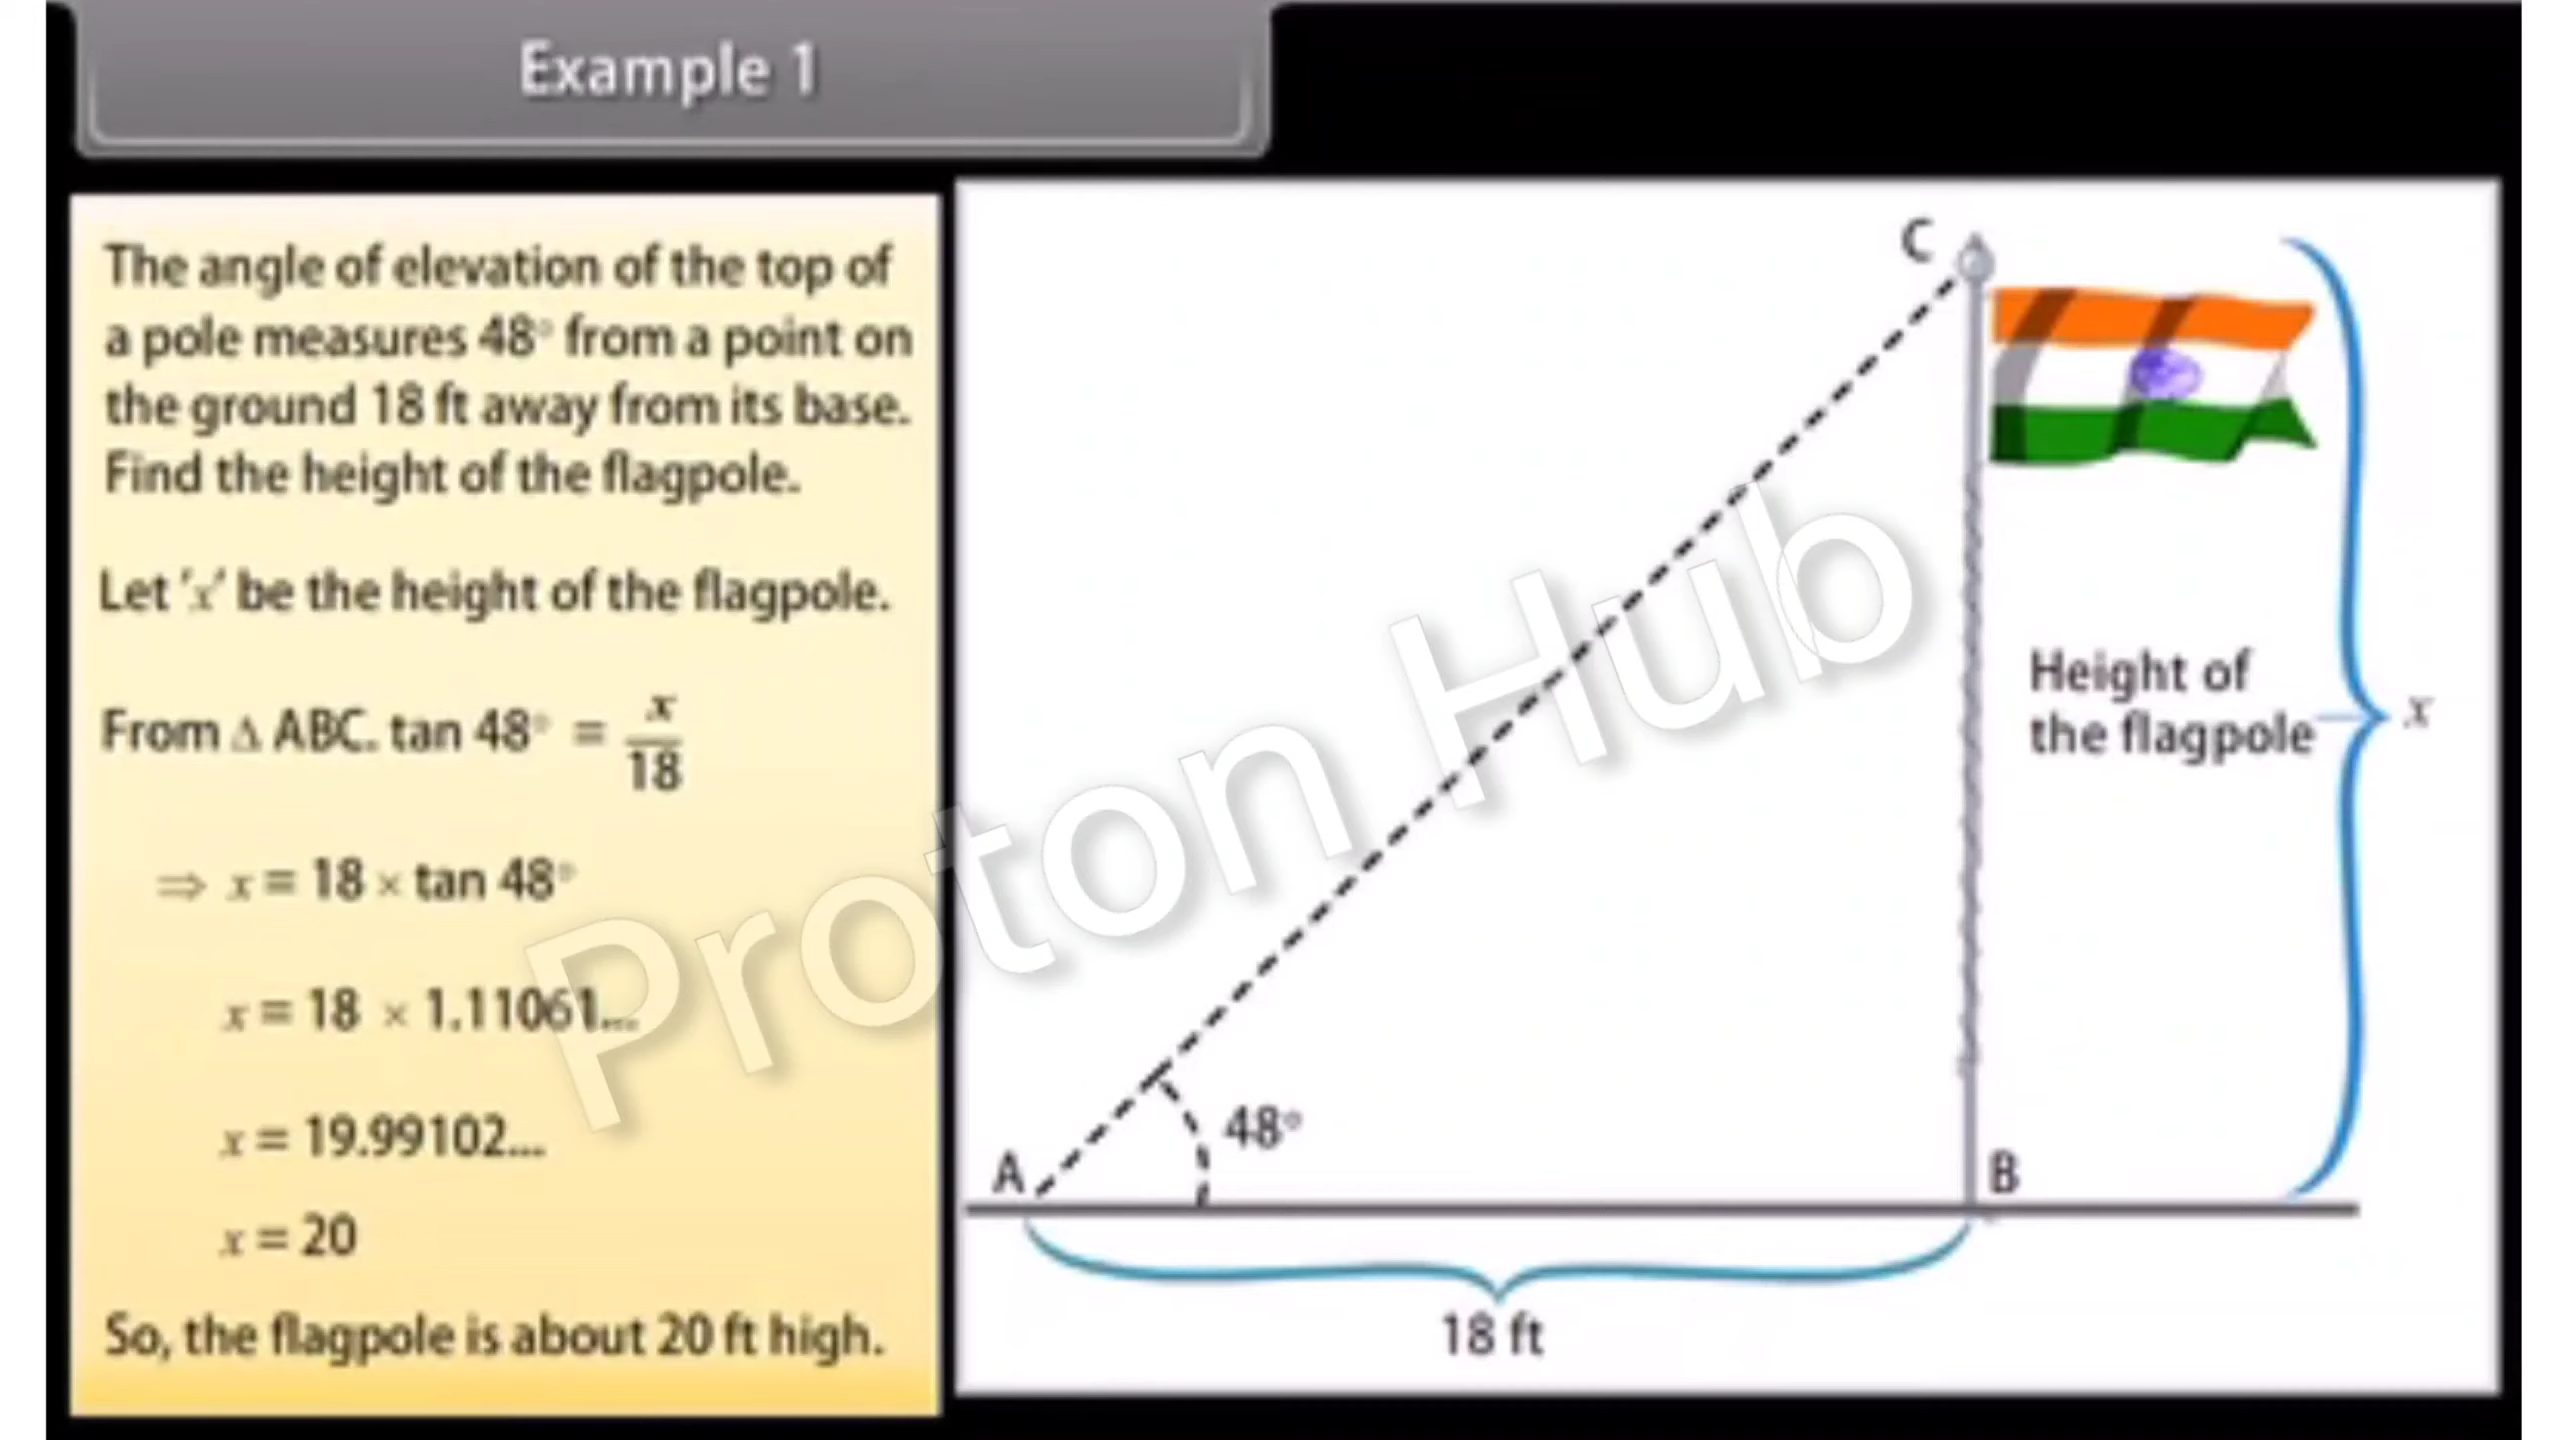 Example 1
The angle of elevation of the top of
a pole measures 48° from a point on
the ground 18 ft away from its base.
Find the height of the flagpole.
Let 'x' be the height of the flagpole.
From Δ ABC. tan 48° = x/18
⇒ x = 18 × tan 48°
x = 18 × 1.11061...
x = 19.99102...
x = 20
So, the flagpole is about 20 ft high.
C
Height of
the flagpole
x
48°
A
B
18 ft
Proton Hub